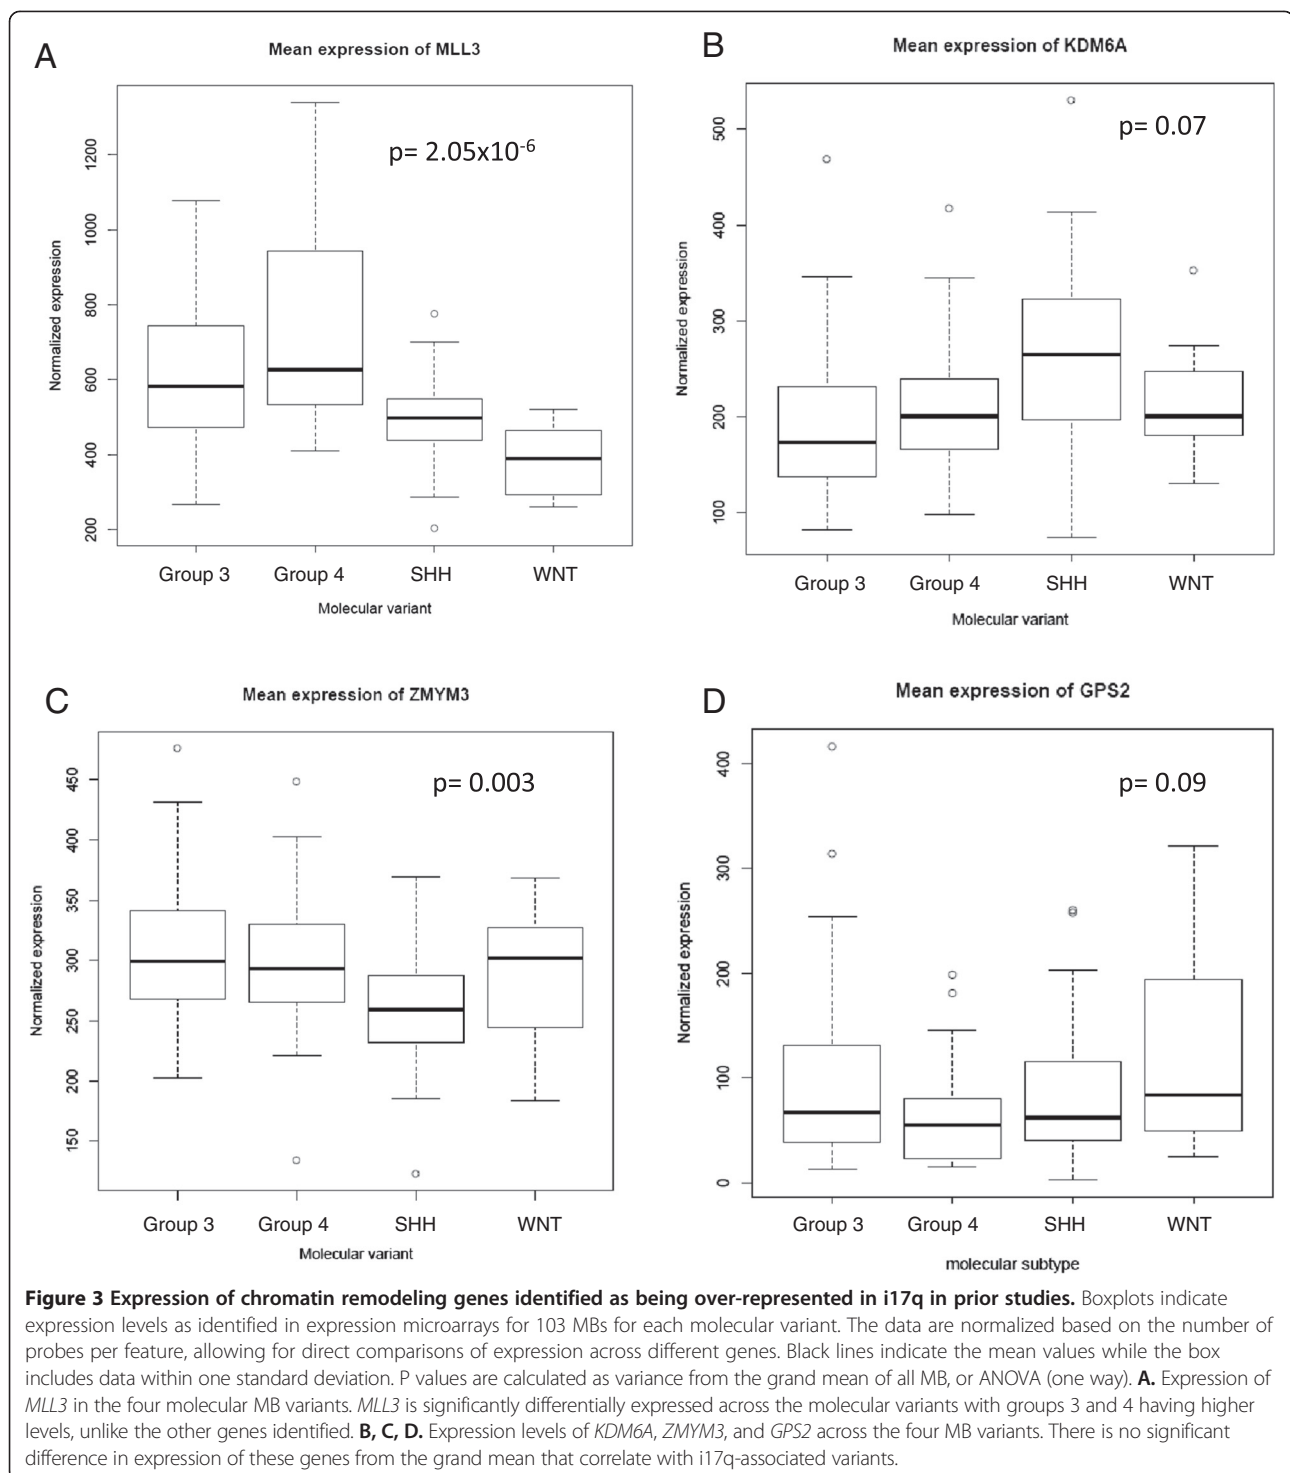 A
Mean expression of MLL3
p= 2.05x10-6
Normalized expression
1200
1000
800
600
400
200
Group 3 Group 4 SHH WNT
Molecular variant
B
Mean expression of KDM6A
p= 0.07
Normalized expression
500
400
300
200
100
Group 3 Group 4 SHH WNT
Molecular variant
C
Mean expression of ZMYM3
p= 0.003
Normalized expression
450
400
350
300
250
200
150
Group 3 Group 4 SHH WNT
Molecular variant
D
Mean expression of GPS2
p= 0.09
Normalized expression
400
300
200
100
0
Group 3 Group 4 SHH WNT
molecular subtype
Figure 3 Expression of chromatin remodeling genes identified as being over-represented in i17q in prior studies. Boxplots indicate
expression levels as identified in expression microarrays for 103 MBs for each molecular variant. The data are normalized based on the number of
probes per feature, allowing for direct comparisons of expression across different genes. Black lines indicate the mean values while the box
includes data within one standard deviation. P values are calculated as variance from the grand mean of all MB, or ANOVA (one way). A. Expression of
MLL3 in the four molecular MB variants. MLL3 is significantly differentially expressed across the molecular variants with groups 3 and 4 having higher
levels, unlike the other genes identified. B, C, D. Expression levels of KDM6A, ZMYM3, and GPS2 across the four MB variants. There is no significant
difference in expression of these genes from the grand mean that correlate with i17q-associated variants.